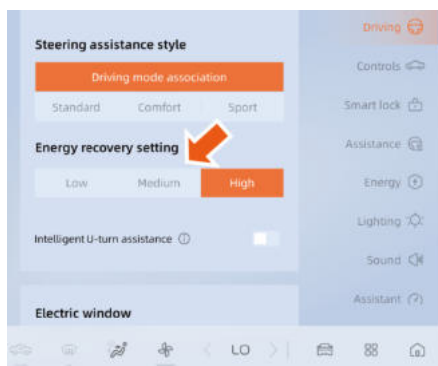 Steering assistance style
Driving mode association
Standard Comfort Sport
Energy recovery setting
Low Medium High
Intelligent U-turn assistance
Electric window
Driving
Controls
Smart lock
Assistance
Energy
Lighting
Sound
Assistant
LO